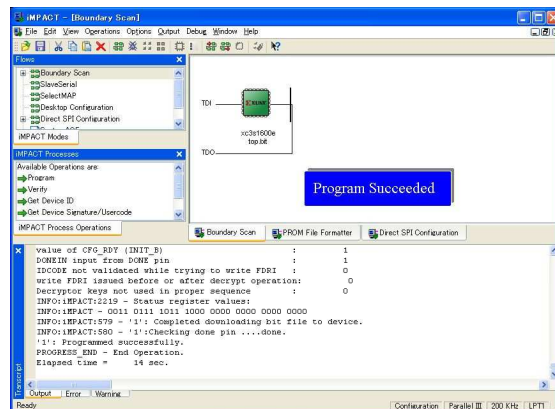 iMPACT - [Boundary Scan]
File Edit View Operations Options Output Debug Window Help
Flows
Boundary Scan
SlaveSerial
SelectMAP
Desktop Configuration
Direct SPI Configuration
iMPACT Modes
iMPACT Processes
Available Operations are:
Program
Verify
Get Device ID
Get Device Signature/Usercode
iMPACT Process Operations
TDI
XILINX
xc3s1600e
top.bit
TDO
Program Succeeded
Boundary Scan PROM File Formatter Direct SPI Configuration
value of CFG_RDY (INIT_B) : 1
DONEIN input from DONE pin : 1
IDCODE not validated while trying to write FDRI : 0
write FDRI issued before or after decrypt operation: 0
Decryptor keys not used in proper sequence : 0
INFO:iMPACT:2219 - Status register values:
INFO:iMPACT - 0011 0111 1011 1000 0000 0000 0000 0000
INFO:iMPACT:579 - '1': Completed downloading bit file to device.
INFO:iMPACT:580 - '1':Checking done pin ....done.
'1': Programmed successfully.
PROGRESS_END - End Operation.
Elapsed time = 14 sec.
Transcript
Output Error Warning
Ready
Configuration Parallel III 200 KHz LPT1